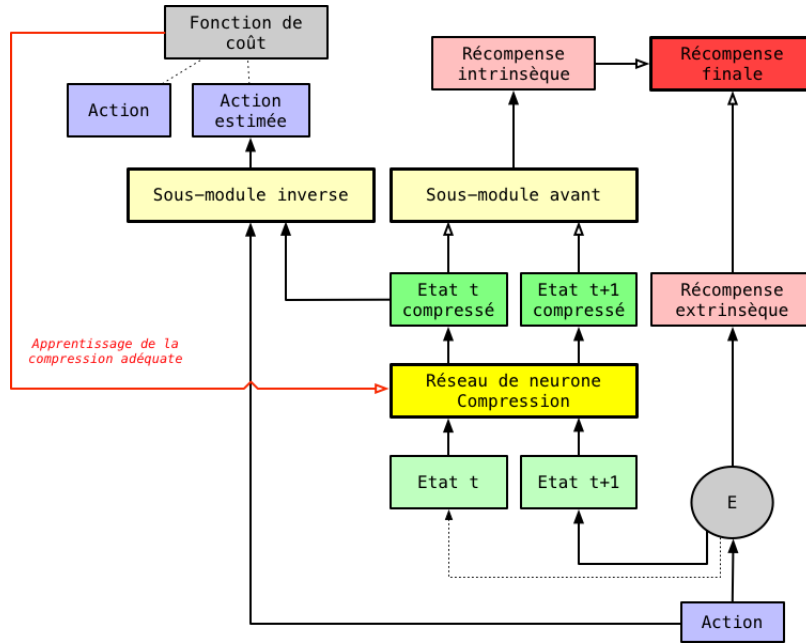 Fonction de
coût
Récompense
intrinsèque
Récompense
finale
Action
Action
estimée
Sous-module inverse
Sous-module avant
Etat t
compressé
Etat t+1
compressé
Récompense
extrinsèque
Apprentissage de la
compression adéquate
Réseau de neurone
Compression
Etat t
Etat t+1
E
Action